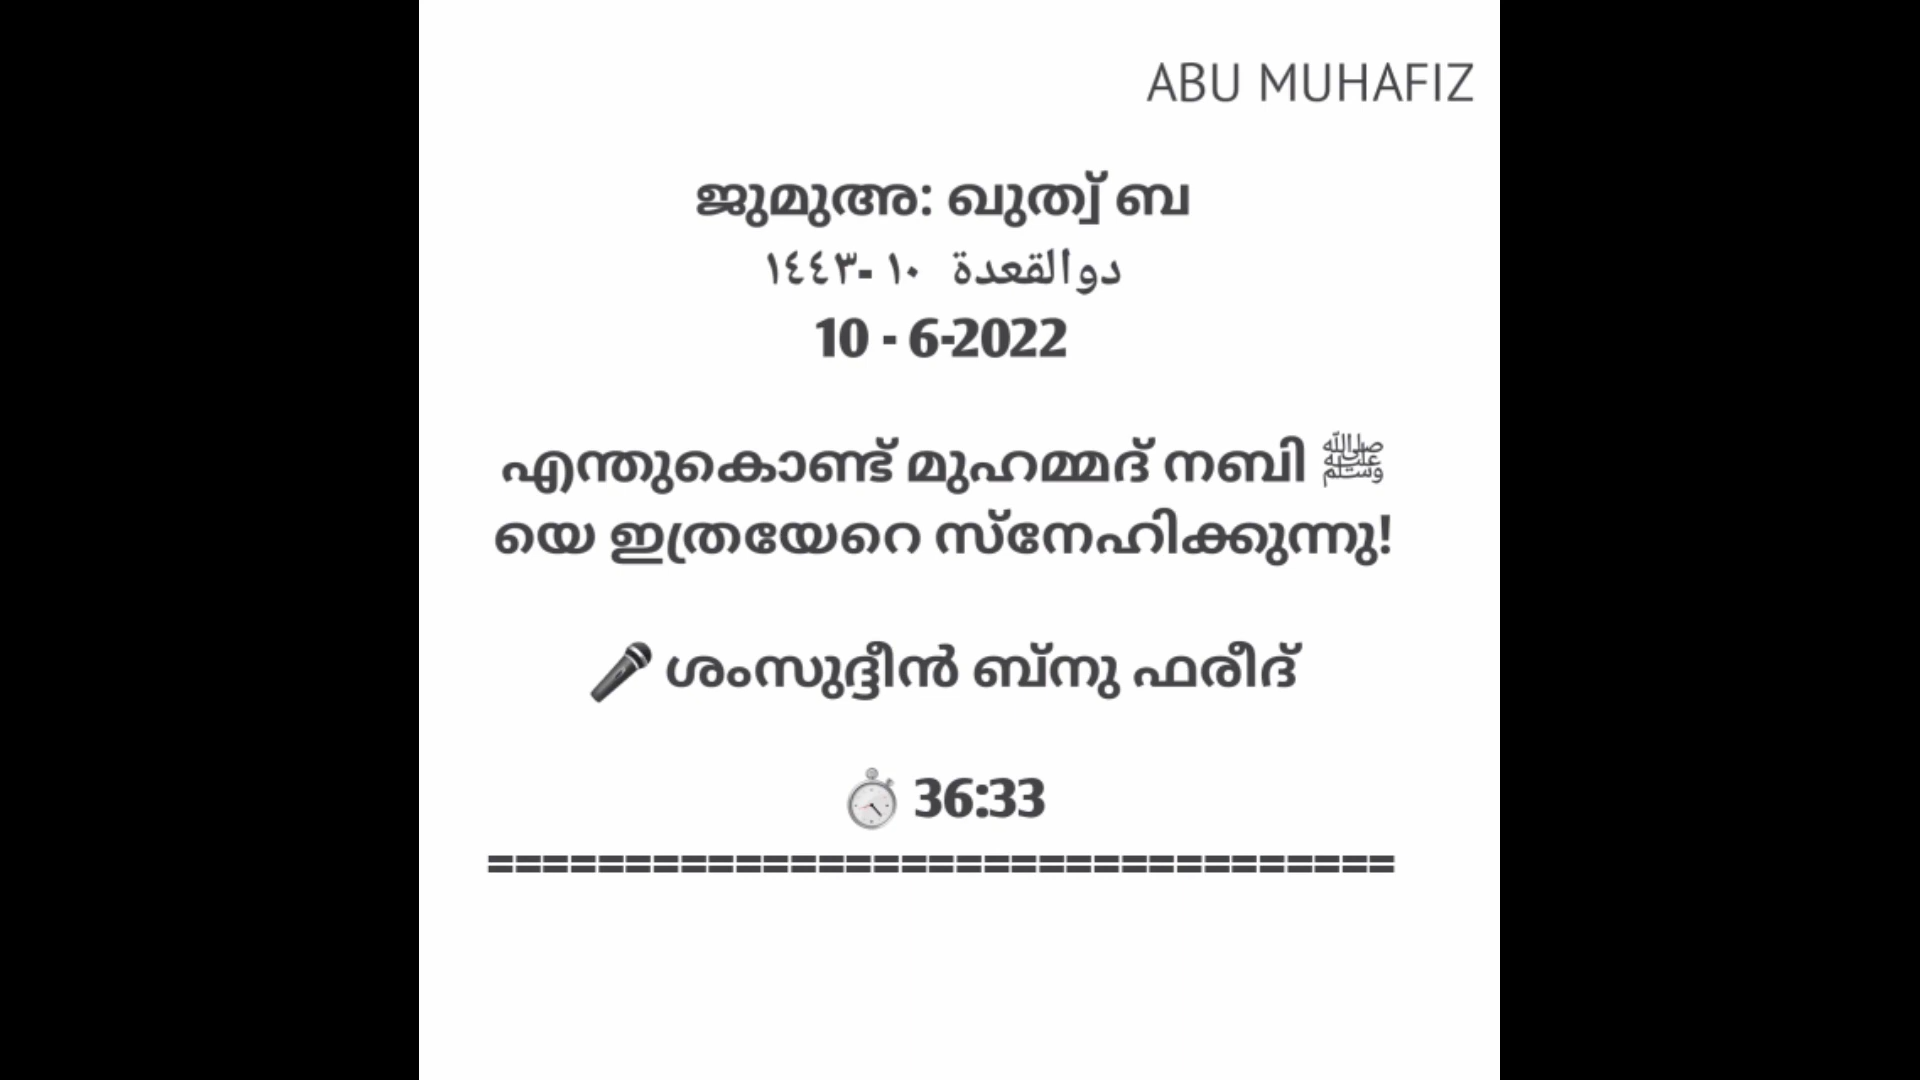 ABU MUHAFIZ
ജുമുഅ: ഖുത്വ് ബ
دوالقعدة ١٠ -١٤٤٣
10 - 6-2022
എന്തുകൊണ്ട് മുഹമ്മദ് നബി ﷺ
യെ ഇത്രയേറെ സ്നേഹിക്കുന്നു!
🎤 ശംസുദ്ദീൻ ബ്നു ഫരീദ്
⏱ 36:33
=================================